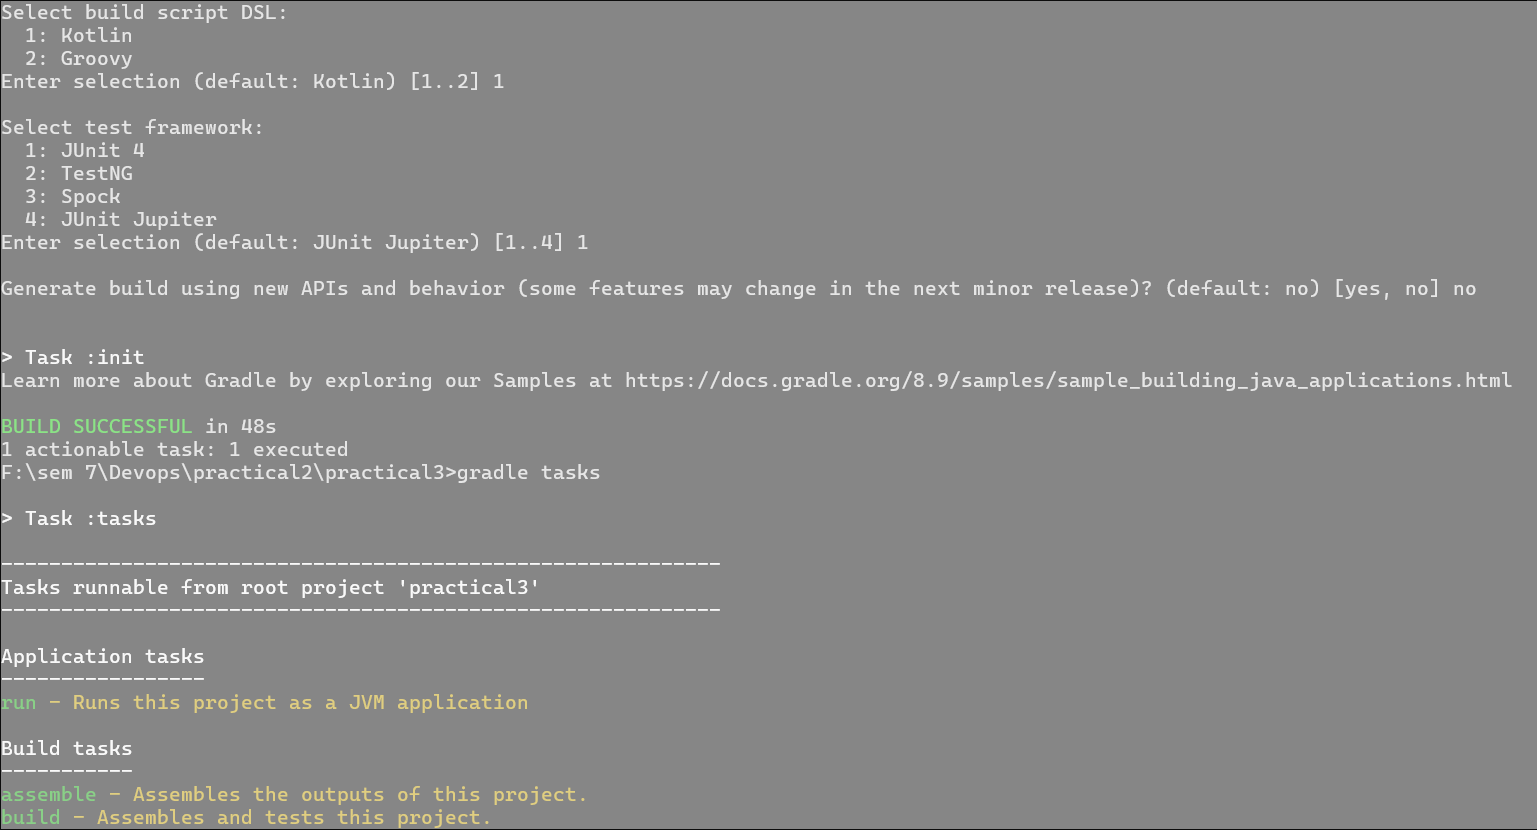 Select build script DSL:
  1: Kotlin
  2: Groovy
Enter selection (default: Kotlin) [1..2] 1

Select test framework:
  1: JUnit 4
  2: TestNG
  3: Spock
  4: JUnit Jupiter
Enter selection (default: JUnit Jupiter) [1..4] 1

Generate build using new APIs and behavior (some features may change in the next minor release)? (default: no) [yes, no] no

> Task :init
Learn more about Gradle by exploring our Samples at https://docs.gradle.org/8.9/samples/sample_building_java_applications.html

BUILD SUCCESSFUL in 48s
1 actionable task: 1 executed
F:\sem 7\Devops\practical2\practical3>gradle tasks

> Task :tasks

------------------------------------------------------------
Tasks runnable from root project 'practical3'
------------------------------------------------------------

Application tasks
-----------------
run - Runs this project as a JVM application

Build tasks
-----------
assemble - Assembles the outputs of this project.
build - Assembles and tests this project.